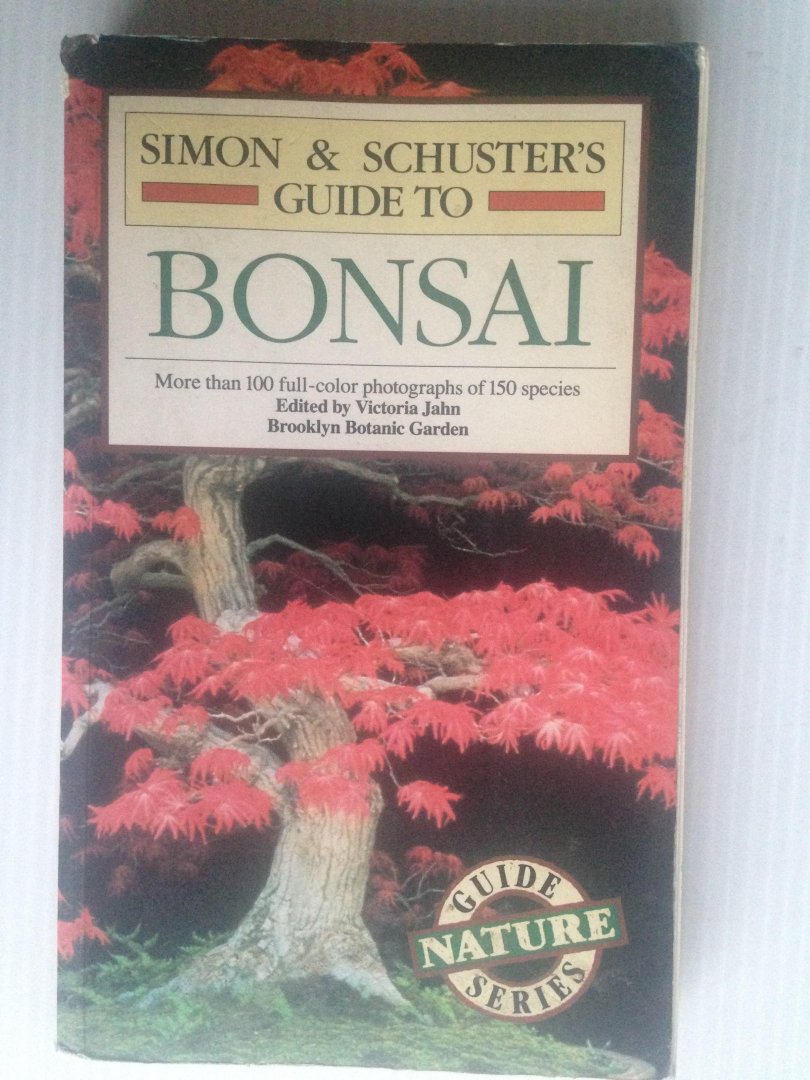 SIMON & SCHUSTER'S
GUIDE TO
BONSAI
More than 100 full-color photographs of 150 species
Edited by Victoria Jahn
Brooklyn Botanic Garden
GUIDE
NATURE
SERIES